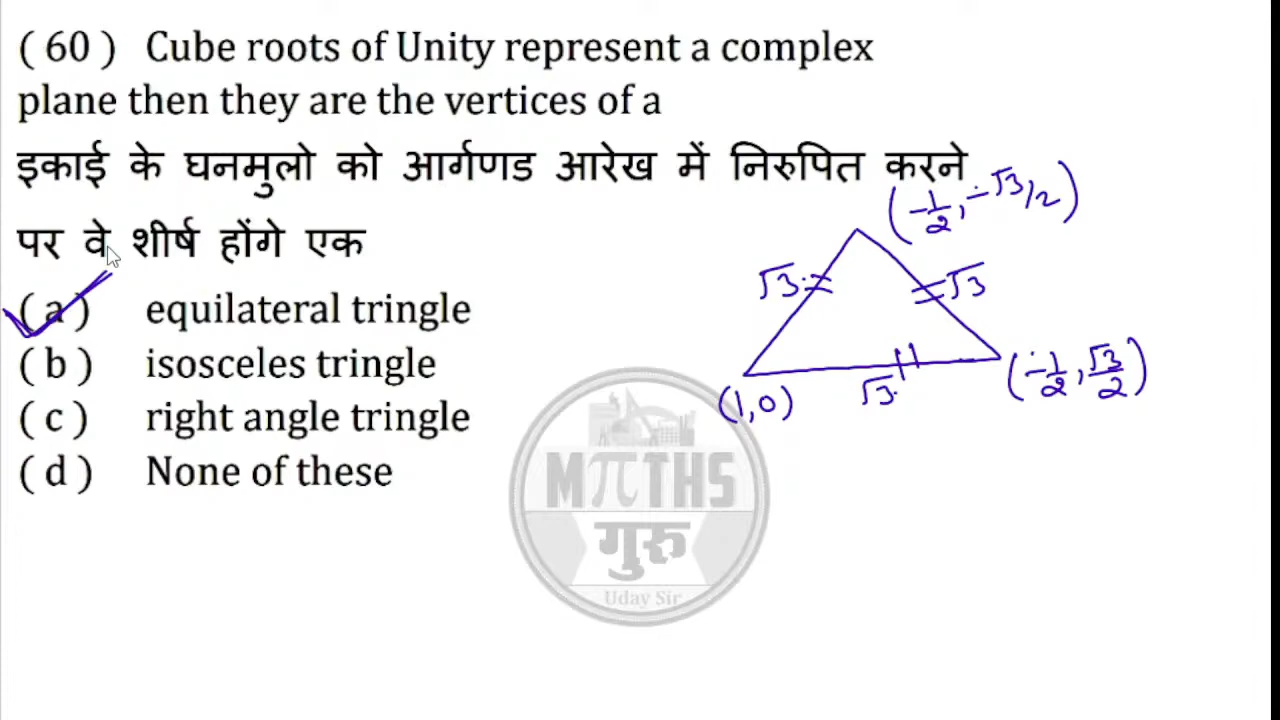 ( 60 ) Cube roots of Unity represent a complex
plane then they are the vertices of a
इकाई के घनमुलो को आर्गणड आरेख में निरुपित करने
पर वे शीर्ष होंगे एक
( a ) equilateral tringle
( b ) isosceles tringle
( c ) right angle tringle
( d ) None of these
(-1/2, -√3/2)
√3
√3
(1,0)
√3
(-1/2, √3/2)
MπTHS
गुरु
Uday Sir